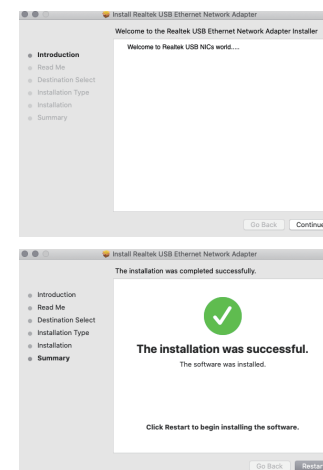 Install Realtek USB Ethernet Network Adapter
Welcome to the Realtek USB Ethernet Network Adapter Installer
Introduction
Read Me
Destination Select
Installation Type
Installation
Summary
Welcome to Realtek USB NICs world.....
Go Back
Continue
Install Realtek USB Ethernet Network Adapter
The installation was completed successfully.
Introduction
Read Me
Destination Select
Installation Type
Installation
Summary
The installation was successful.
The software was installed.
Click Restart to begin installing the software.
Go Back
Restar